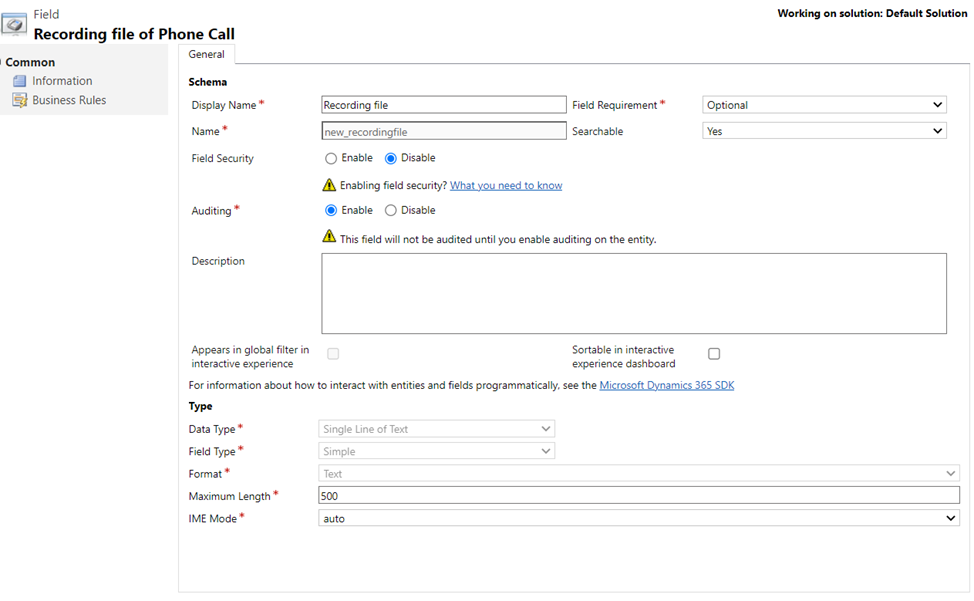 Field
Working on solution: Default Solution
Recording file of Phone Call
Common
Information
Business Rules
General
Schema
Display Name* Recording file Field Requirement* Optional
Name* new_recordingfile Searchable Yes
Field Security Enable Disable
Enabling field security? What you need to know
Auditing* Enable Disable
This field will not be audited until you enable auditing on the entity.
Description
Appears in global filter in
interactive experience
Sortable in interactive
experience dashboard
For information about how to interact with entities and fields programmatically, see the Microsoft Dynamics 365 SDK
Type
Data Type* Single Line of Text
Field Type* Simple
Format* Text
Maximum Length* 500
IME Mode* auto